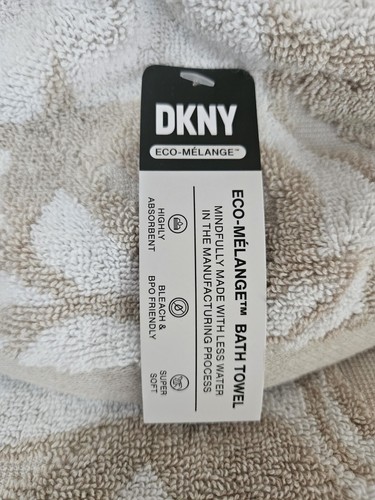 DKNY
ECO-MÉLANGE™
ECO-MÉLANGE™ BATH TOWEL
MINDFULLY MADE WITH LESS WATER
IN THE MANUFACTURING PROCESS
HIGHLY
ABSORBENT
BLEACH &
BPO FRIENDLY
SUPER
SOFT